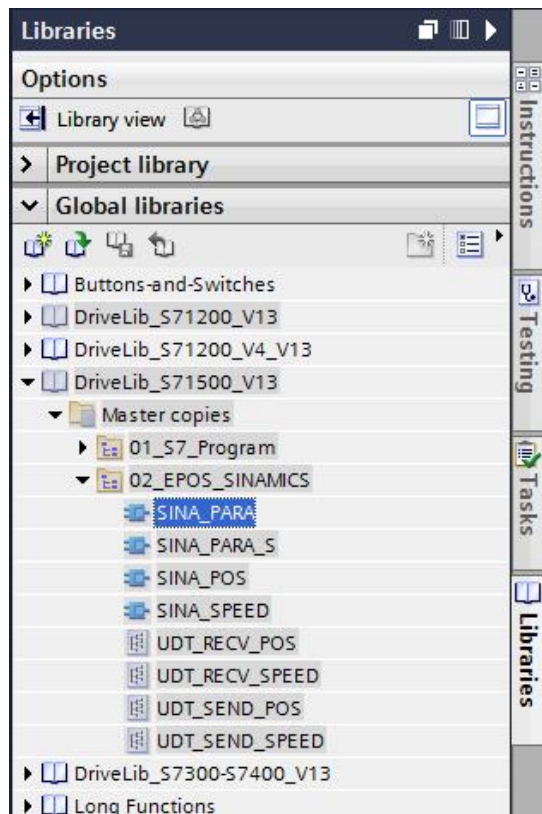 Libraries
Options
Library view
Project library
Global libraries
Buttons-and-Switches
DriveLib_S71200_V13
DriveLib_S71200_V4_V13
DriveLib_S71500_V13
Master copies
01_S7_Program
02_EPOS_SINAMICS
SINA_PARA
SINA_PARA_S
SINA_POS
SINA_SPEED
UDT_RECV_POS
UDT_RECV_SPEED
UDT_SEND_POS
UDT_SEND_SPEED
DriveLib_S7300-S7400_V13
Long Functions
Instructions
Testing
Tasks
Libraries